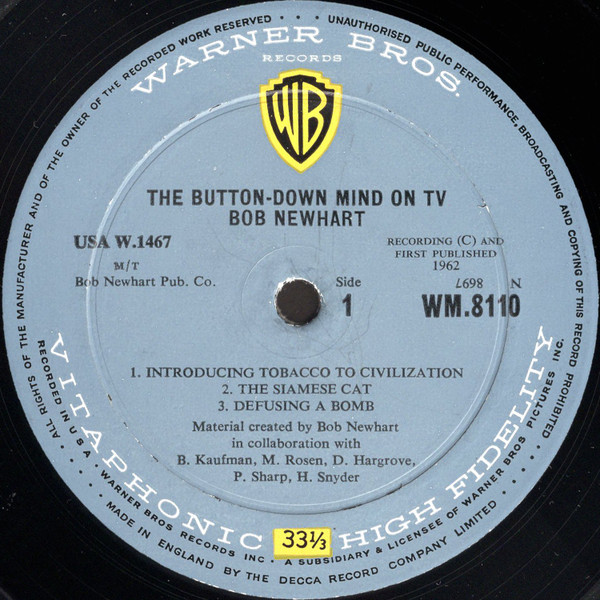 ALL RIGHTS OF THE MANUFACTURER AND OF THE OWNER OF THE RECORDED WORK RESERVED · · · UNAUTHORISED PUBLIC PERFORMANCE, BROADCASTING AND COPYING OF THIS RECORD PROHIBITED
WARNER BROS.
RECORDS
WB
THE BUTTON-DOWN MIND ON TV
BOB NEWHART
USA W.1467
RECORDING (C) AND
FIRST PUBLISHED
1962
M/T
Bob Newhart Pub. Co.
Side
1
L698 N
WM.8110
1. INTRODUCING TOBACCO TO CIVILIZATION
2. THE SIAMESE CAT
3. DEFUSING A BOMB
Material created by Bob Newhart
in collaboration with
B. Kaufman, M. Rosen, D. Hargrove,
P. Sharp, H. Snyder
VITAPHONIC HIGH FIDELITY
33⅓
RECORDED IN U.S.A. · WARNER BROS RECORDS INC · A SUBSIDIARY & LICENSEE OF WARNER BROS PICTURES INC.
MADE IN ENGLAND BY THE DECCA RECORD COMPANY LIMITED